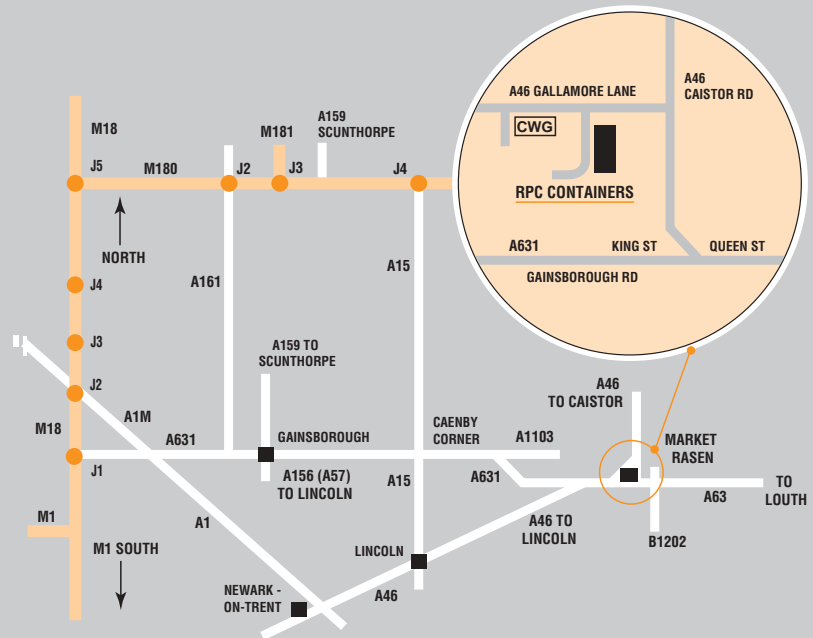 A46 GALLAMORE LANE
A46
CAISTOR RD
CWG
RPC CONTAINERS
A631
KING ST
QUEEN ST
GAINSBOROUGH RD
M18
J5
M180
J2
M181
J3
A159
SCUNTHORPE
J4
NORTH
A161
A15
J4
J3
J2
A1M
A159 TO
SCUNTHORPE
M18
A631
GAINSBOROUGH
CAENBY
CORNER
A1103
A46
TO CAISTOR
MARKET
RASEN
J1
A156 (A57)
TO LINCOLN
A15
A631
A63
TO
LOUTH
M1
A1
A46 TO
LINCOLN
B1202
M1 SOUTH
LINCOLN
NEWARK -
ON-TRENT
A46